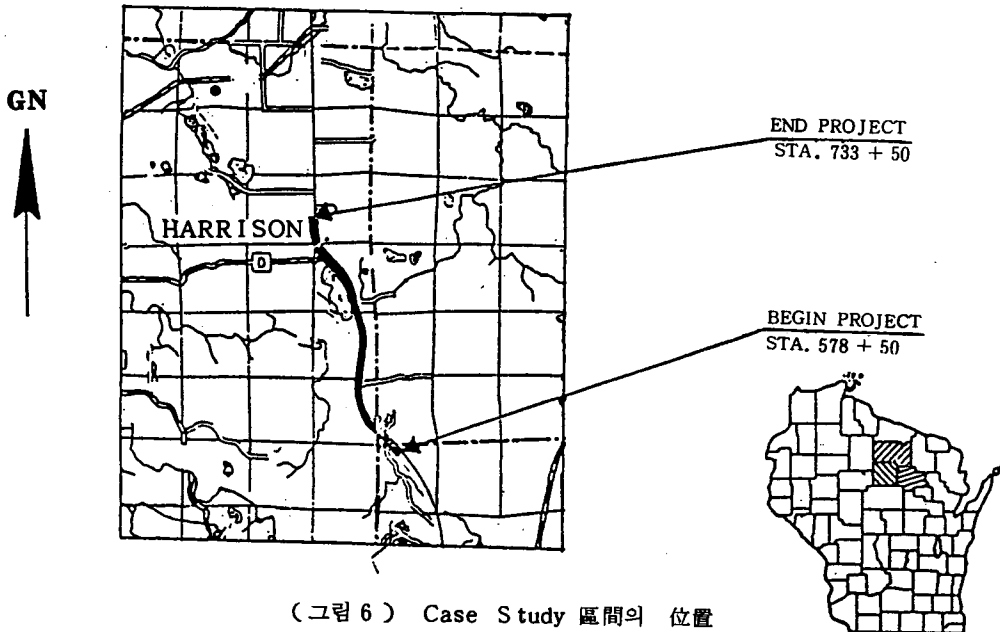 GN
END PROJECT
STA. 733 + 50
HARRISON
D
BEGIN PROJECT
STA. 578 + 50
(그림 6) Case Study 區間의 位置